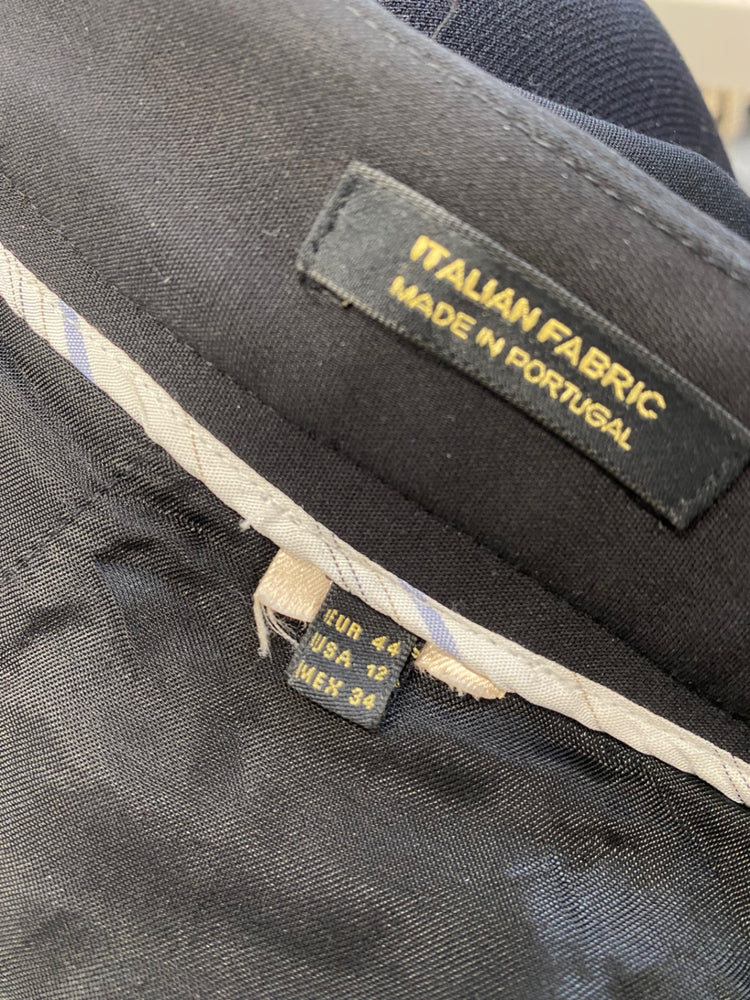 ITALIAN FABRIC
MADE IN PORTUGAL
EUR 44
USA 12
MEX 34